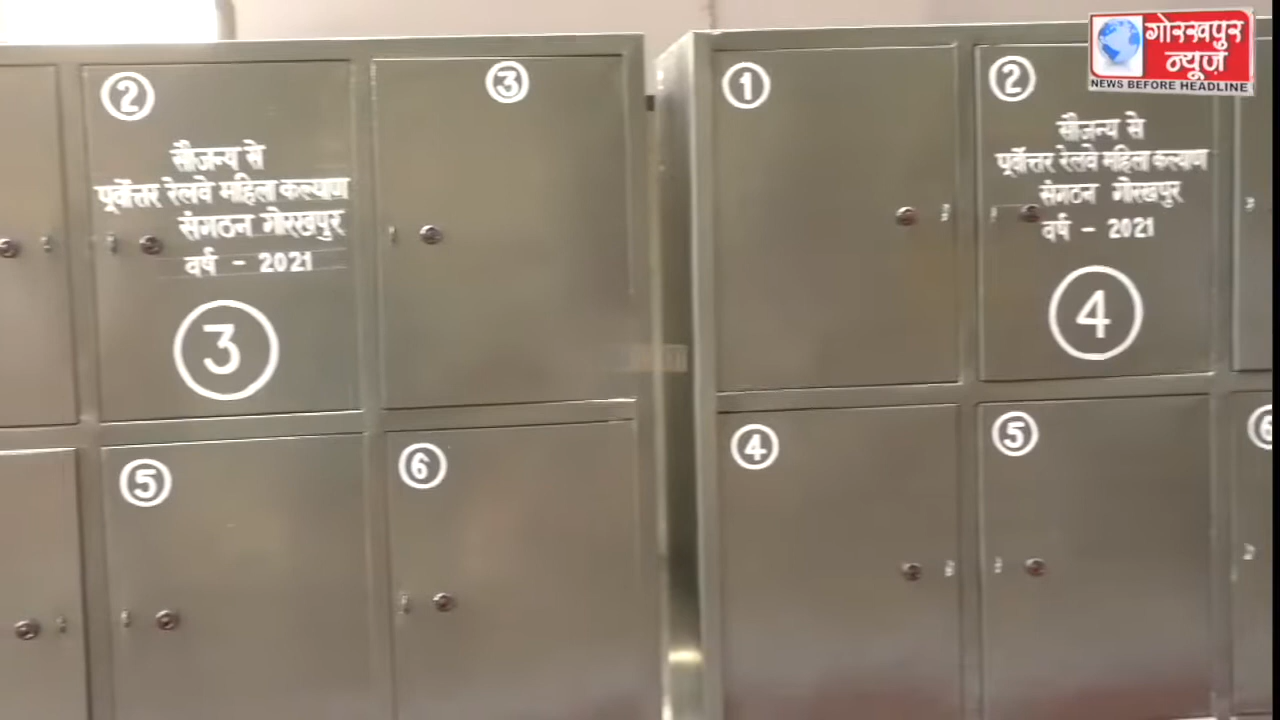 ②
सौजन्य से
पूर्वोत्तर रेलवे महिला कल्याण
संगठन गोरखपुर
वर्ष - 2021
③
③
⑤
⑥
①
②
सौजन्य से
पूर्वोत्तर रेलवे महिला कल्याण
संगठन गोरखपुर
वर्ष - 2021
④
④
⑤
⑥
गोरखपुर
न्यूज़
NEWS BEFORE HEADLINE